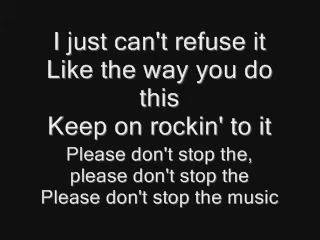 I just can't refuse it
Like the way you do
this
Keep on rockin' to it
Please don't stop the,
please don't stop the
Please don't stop the music